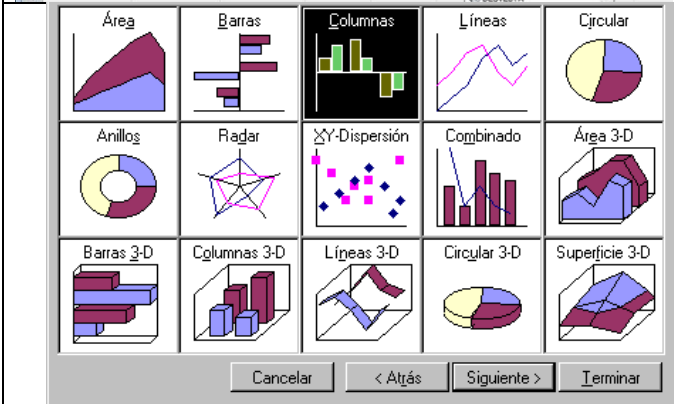 Área Barras Columnas Líneas Circular
Anillos Radar XY-Dispersión Combinado Área 3-D
Barras 3-D Columnas 3-D Líneas 3-D Circular 3-D Superficie 3-D
Cancelar < Atrás Siguiente > Terminar